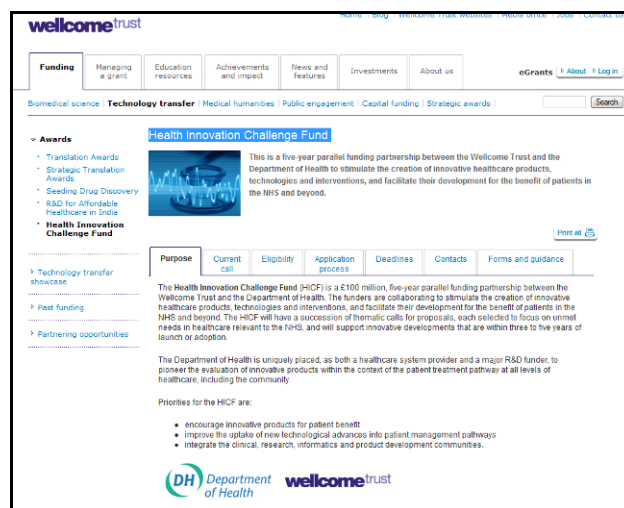 Home | Blog | Wellcome Trust websites | Media office | Jobs | Contact us
wellcometrust
Funding
Managing a grant
Education resources
Achievements and impact
News and features
Investments
About us
eGrants
About
Log in
Biomedical science | Technology transfer | Medical humanities | Public engagement | Capital funding | Strategic awards |
Search
Awards
Translation Awards
Strategic Translation
Awards
Seeding Drug Discovery
R&D for Affordable
Healthcare in India
Health Innovation
Challenge Fund
Technology transfer
showcase
Past funding
Partnering opportunities
Health Innovation Challenge Fund
This is a five-year parallel funding partnership between the Wellcome Trust and the
Department of Health to stimulate the creation of innovative healthcare products,
technologies and interventions, and facilitate their development for the benefit of patients in
the NHS and beyond.
Print all
Purpose
Current call
Eligibility
Application process
Deadlines
Contacts
Forms and guidance
The Health Innovation Challenge Fund (HICF) is a £100 million, five-year parallel funding partnership between the
Wellcome Trust and the Department of Health. The funders are collaborating to stimulate the creation of innovative
healthcare products, technologies and interventions, and facilitate their development for the benefit of patients in the
NHS and beyond. The HICF will have a succession of thematic calls for proposals, each selected to focus on unmet
needs in healthcare relevant to the NHS, and will support innovative developments that are within three to five years of
launch or adoption.
The Department of Health is uniquely placed, as both a healthcare system provider and a major R&D funder, to
pioneer the evaluation of innovative products within the context of the patient treatment pathway at all levels of
healthcare, including the community.
Priorities for the HICF are:
encourage innovative products for patient benefit
improve the uptake of new technological advances into patient management pathways
integrate the clinical, research, informatics and product development communities.
DH Department
of Health
wellcometrust